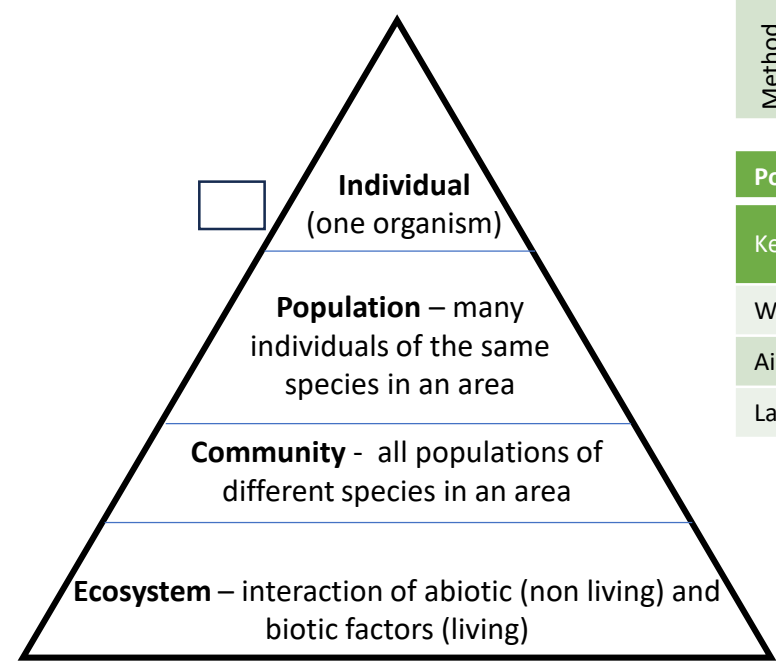 Method
Individual
(one organism)
Population – many
individuals of the same
species in an area
Community -  all populations of
different species in an area
Ecosystem – interaction of abiotic (non living) and
biotic factors (living)